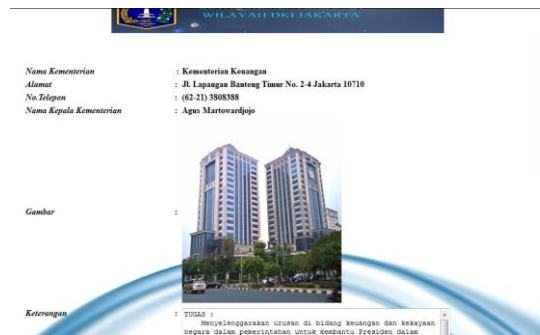 WILAYAH DKI JAKARTA
Nama Kementerian : Kementerian Keuangan
Alamat : Jl. Lapangan Banteng Timur No. 2-4 Jakarta 10710
No.Telepon : (62-21) 3808388
Nama Kepala Kementerian : Agus Martowardjojo
Gambar :
Keterangan : TUGAS :
Menyelenggarakan urusan di bidang keuangan dan kekayaan
negara dalam pemerintahan untuk membantu Presiden dalam